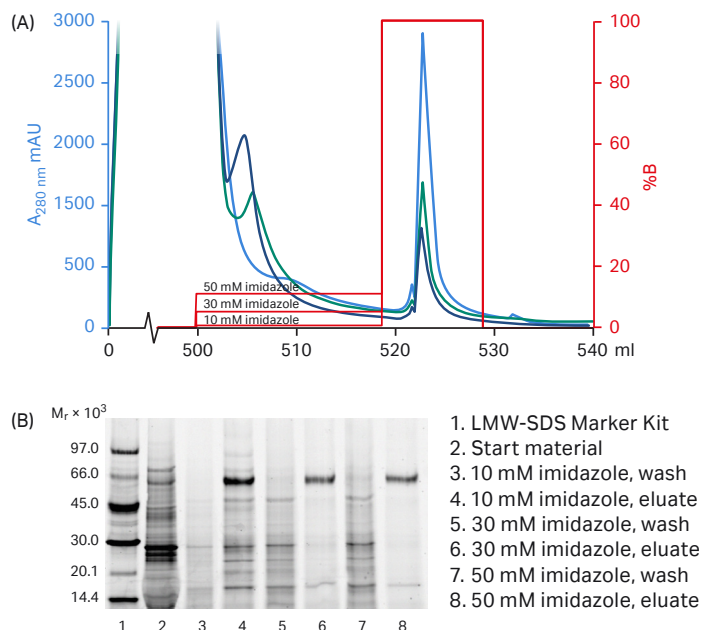 (A)
3000
2500
2000
1500
1000
500
0
A280 nm mAU
100
80
60
40
20
0
%B
50 mM imidazole
30 mM imidazole
10 mM imidazole
0
500
510
520
530
540 ml
(B)
Mr × 10³
97.0
66.0
45.0
30.0
20.1
14.4
1 2 3 4 5 6 7 8
1. LMW-SDS Marker Kit
2. Start material
3. 10 mM imidazole, wash
4. 10 mM imidazole, eluate
5. 30 mM imidazole, wash
6. 30 mM imidazole, eluate
7. 50 mM imidazole, wash
8. 50 mM imidazole, eluate